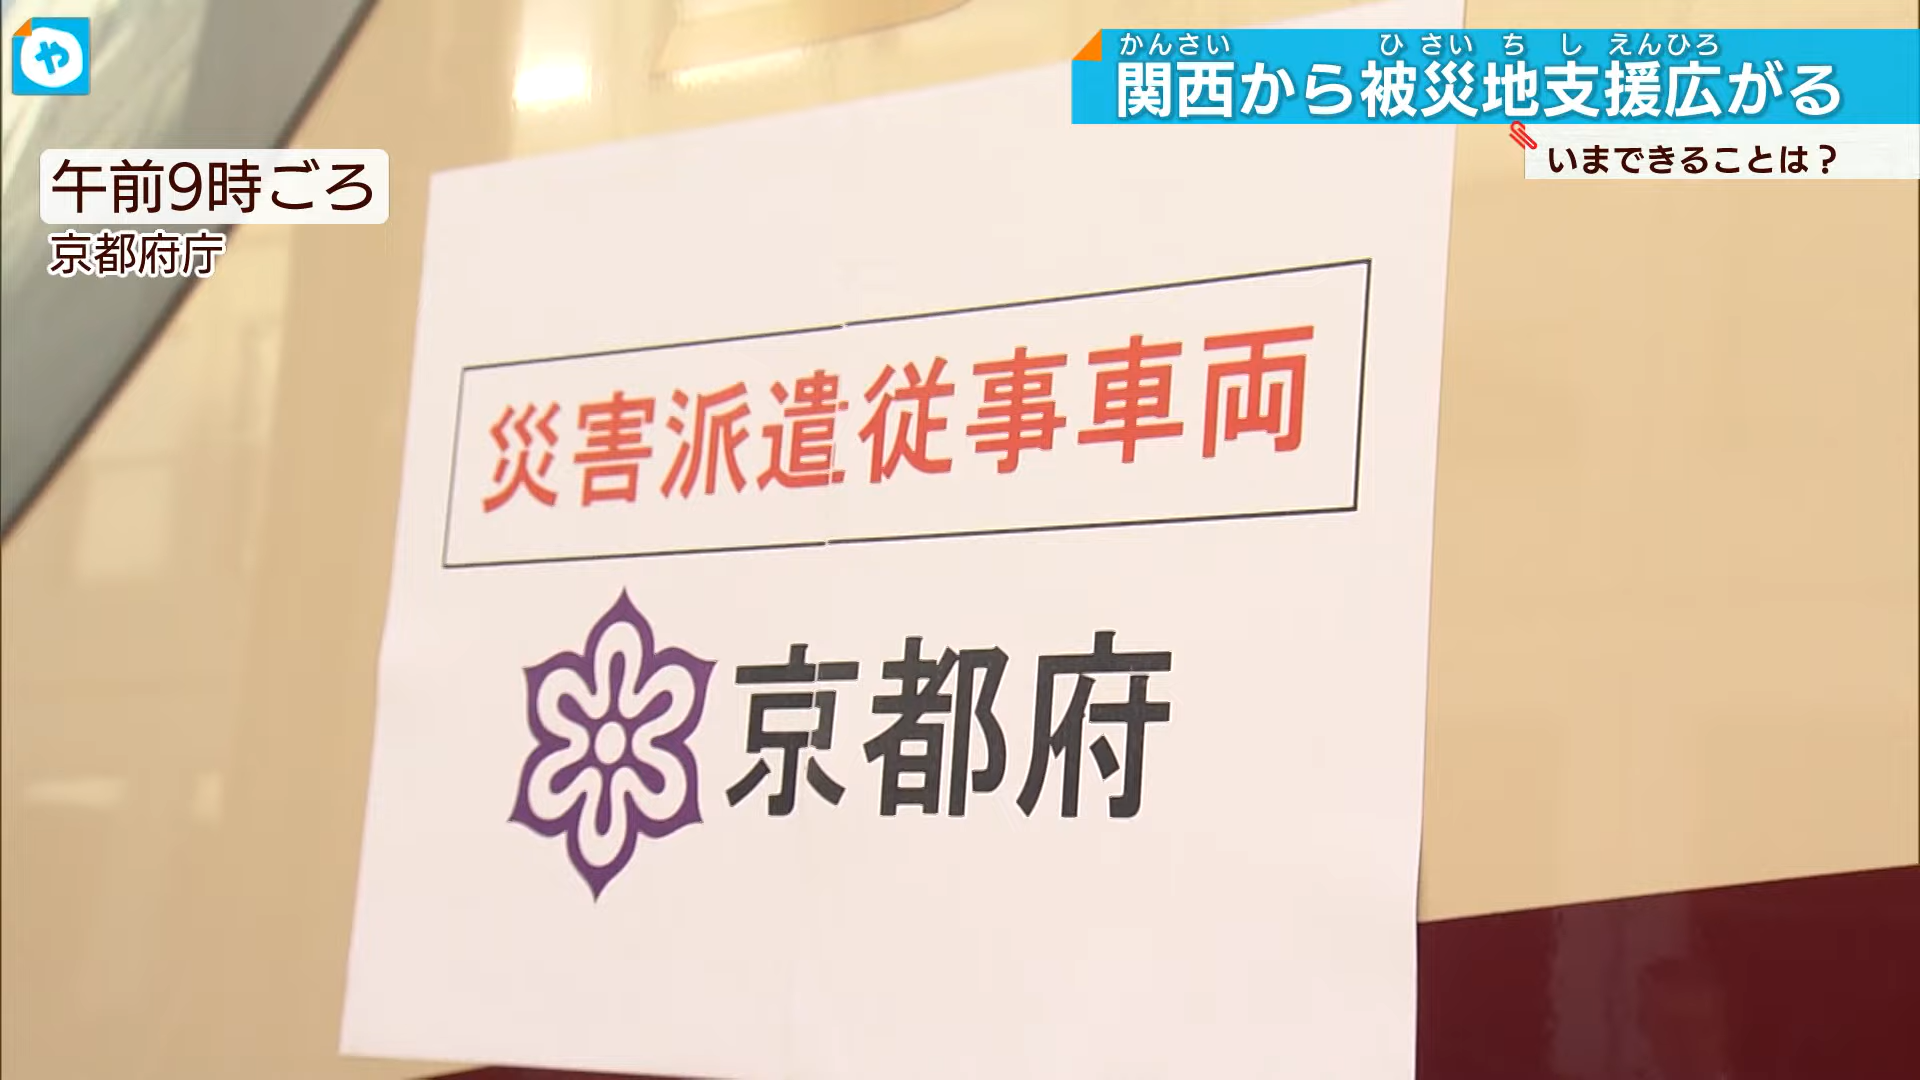 や
かんさい ひ さい ち し えんひろ
関西から被災地支援広がる
いまできることは？
午前9時ごろ
京都府庁
災害派遣従事車両
京都府